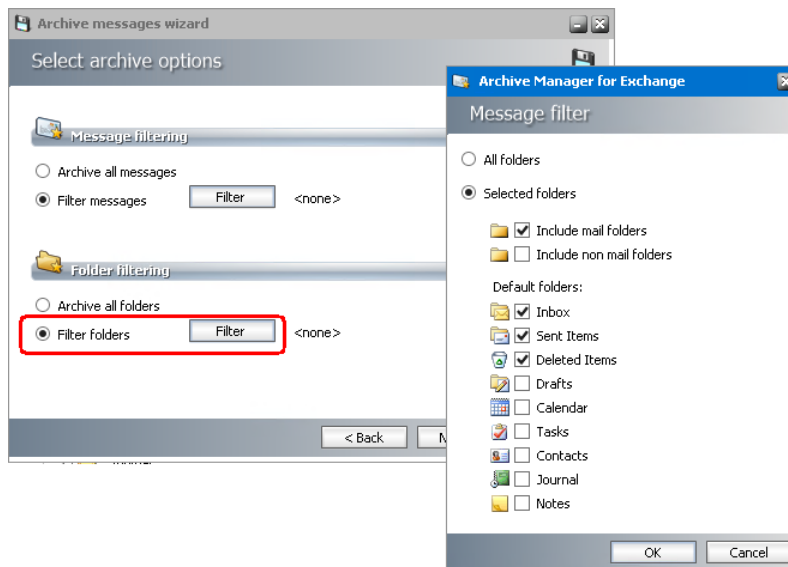 Archive messages wizard
Select archive options
Message filtering
Archive all messages
Filter messages
Filter
<none>
Folder filtering
Archive all folders
Filter folders
Filter
<none>
< Back
Archive Manager for Exchange
Message filter
All folders
Selected folders
Include mail folders
Include non mail folders
Default folders:
Inbox
Sent Items
Deleted Items
Drafts
Calendar
Tasks
Contacts
Journal
Notes
OK
Cancel